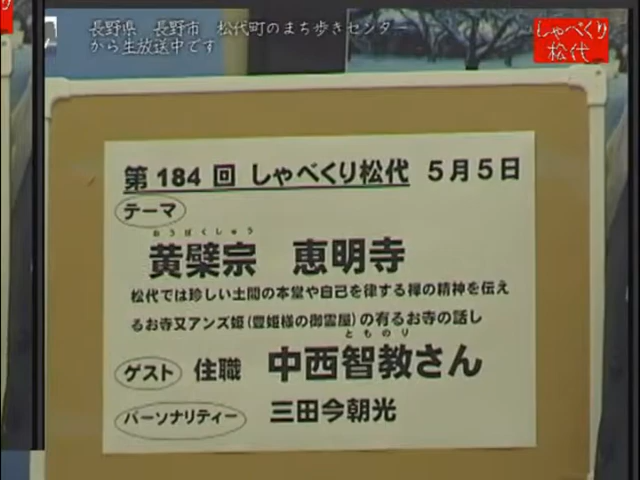 長野県 長野市 松代町のまち歩きセンター
から生放送中です
しゃべくり
松代
第184回 しゃべくり松代 5月5日
テーマ
おうばくしゅう
黄檗宗 恵明寺
松代では珍しい土間の本堂や自己を律する禅の精神を伝え
るお寺又アンズ姫(豊姫様の御霊屋)の有るお寺の話し
とものり
ゲスト 住職 中西智教さん
パーソナリティー 三田今朝光